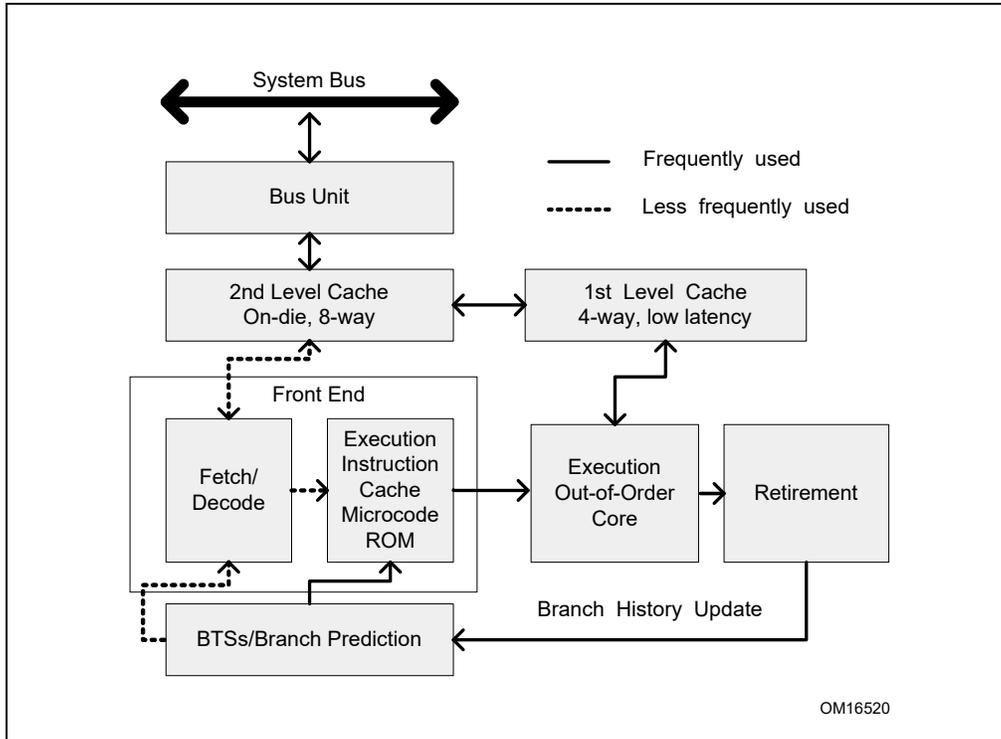 System Bus
Frequently used
Bus Unit
Less frequently used
2nd Level Cache
On-die, 8-way
1st Level Cache
4-way, low latency
Front End
Fetch/
Decode
Execution
Instruction
Cache
Microcode
ROM
Execution
Out-of-Order
Core
Retirement
Branch History Update
BTSs/Branch Prediction
OM16520